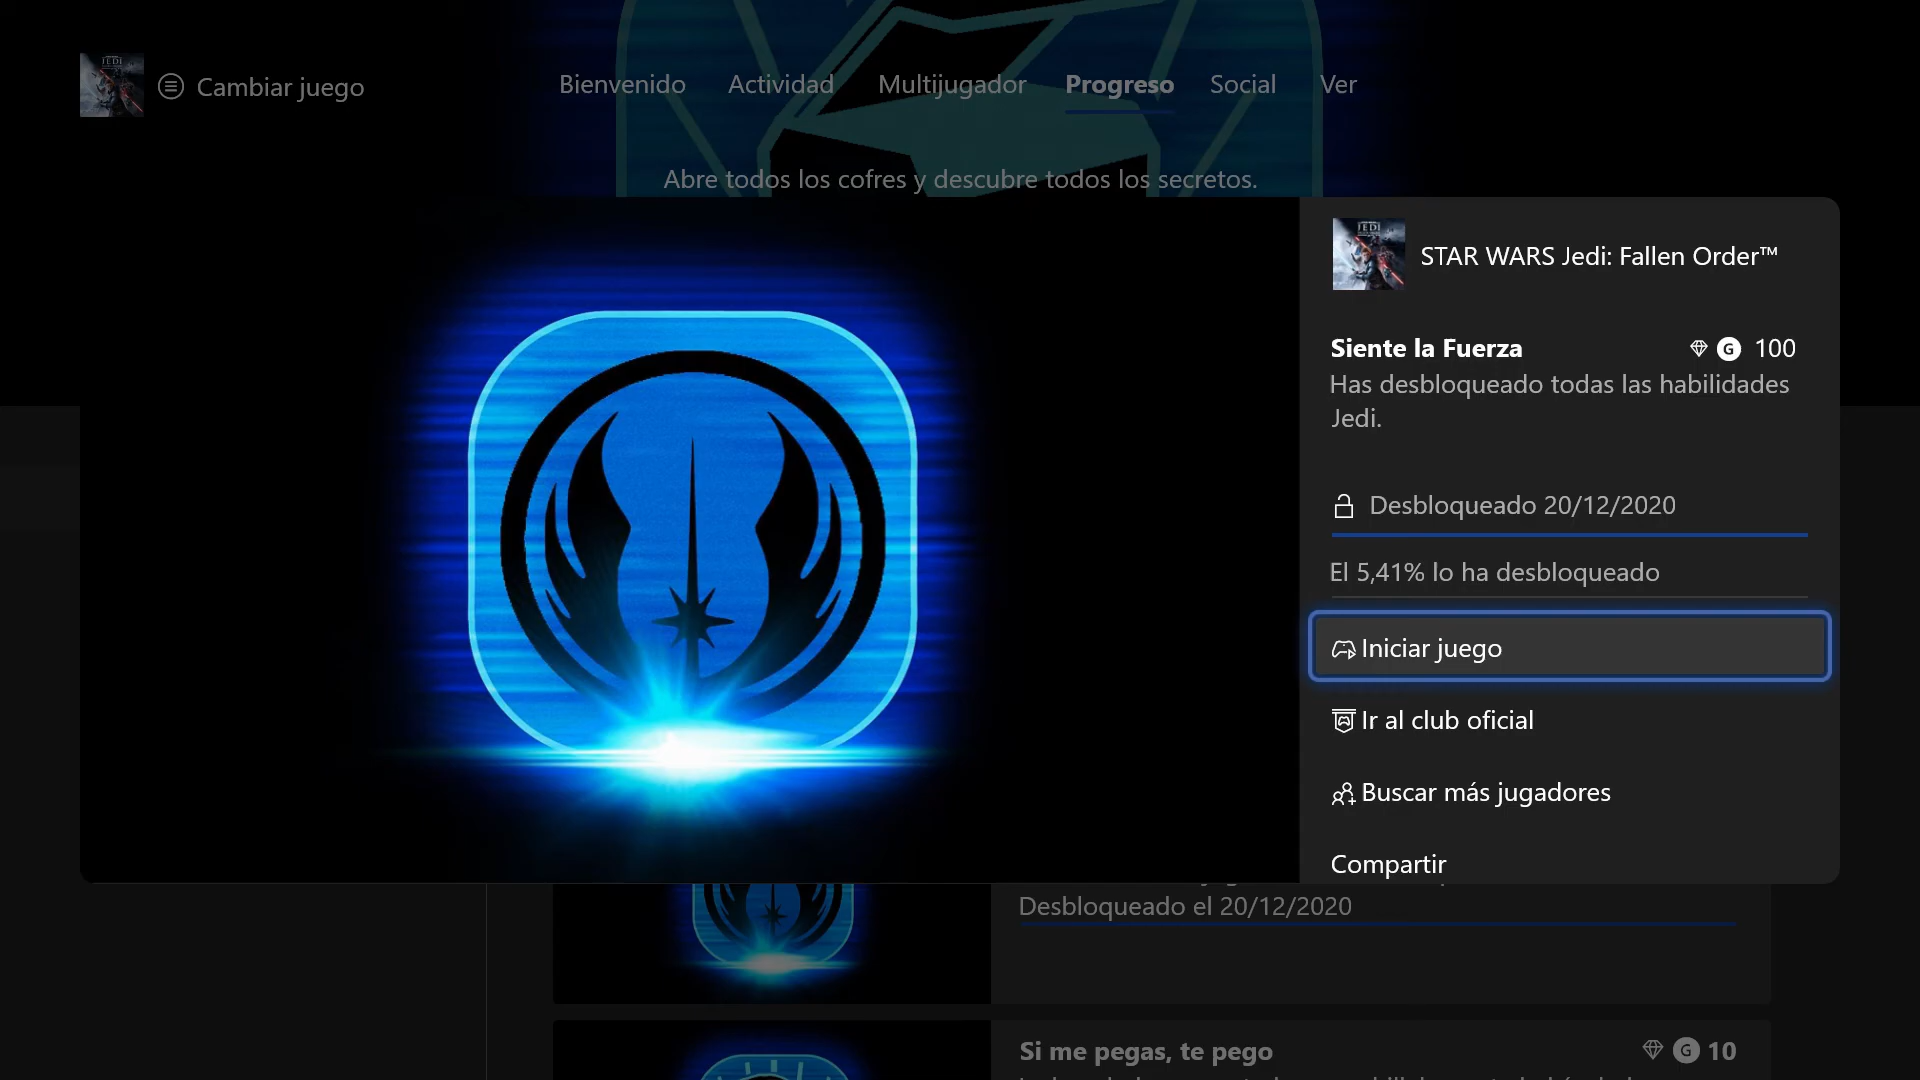 Cambiar juego
Bienvenido
Actividad
Multijugador
Progreso
Social
Ver
Abre todos los cofres y descubre todos los secretos.
JEDI
STAR WARS Jedi: Fallen Order™
Siente la Fuerza
G 100
Has desbloqueado todas las habilidades
Jedi.
Desbloqueado 20/12/2020
El 5,41% lo ha desbloqueado
Iniciar juego
Ir al club oficial
Buscar más jugadores
Compartir
Desbloqueado el 20/12/2020
Si me pegas, te pego
G 10